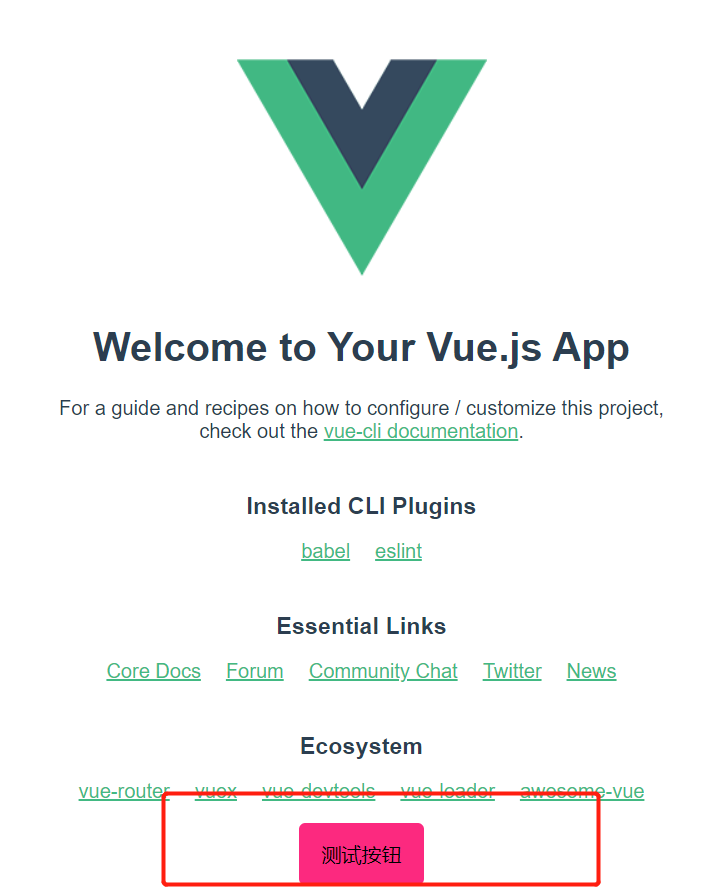 Welcome to Your Vue.js App
For a guide and recipes on how to configure / customize this project,
check out the vue-cli documentation.
Installed CLI Plugins
babel eslint
Essential Links
Core Docs Forum Community Chat Twitter News
Ecosystem
vue-router vuex vue-devtools vue-loader awesome-vue
测试按钮